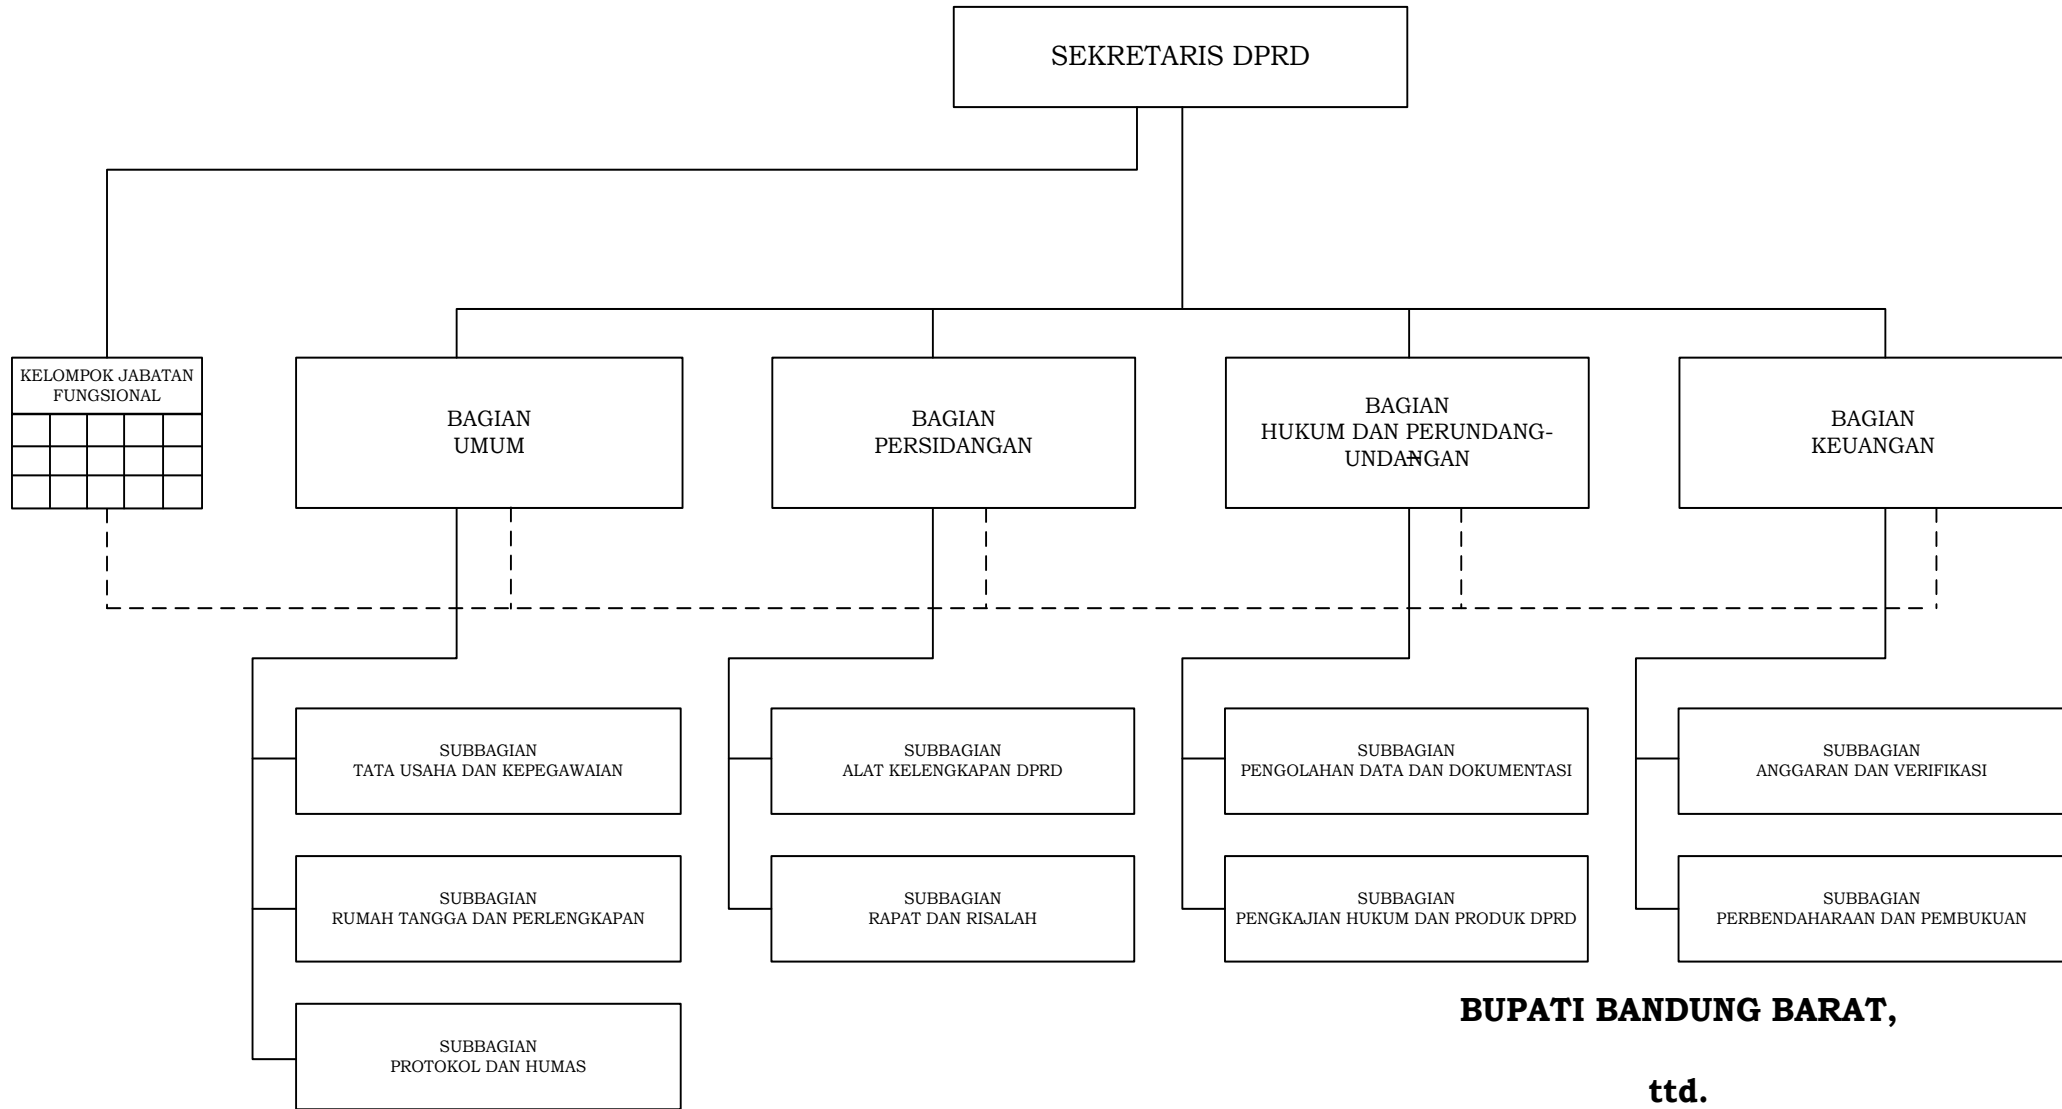 SEKRETARIS DPRD
KELOMPOK JABATAN
FUNGSIONAL
BAGIAN
UMUM
BAGIAN
PERSIDANGAN
BAGIAN
HUKUM DAN PERUNDANG-
UNDANGAN
BAGIAN
KEUANGAN
SUBBAGIAN
TATA USAHA DAN KEPEGAWAIAN
SUBBAGIAN
ALAT KELENGKAPAN DPRD
SUBBAGIAN
PENGOLAHAN DATA DAN DOKUMENTASI
SUBBAGIAN
ANGGARAN DAN VERIFIKASI
SUBBAGIAN
RUMAH TANGGA DAN PERLENGKAPAN
SUBBAGIAN
RAPAT DAN RISALAH
SUBBAGIAN
PENGKAJIAN HUKUM DAN PRODUK DPRD
SUBBAGIAN
PERBENDAHARAAN DAN PEMBUKUAN
SUBBAGIAN
PROTOKOL DAN HUMAS
BUPATI BANDUNG BARAT,
ttd.